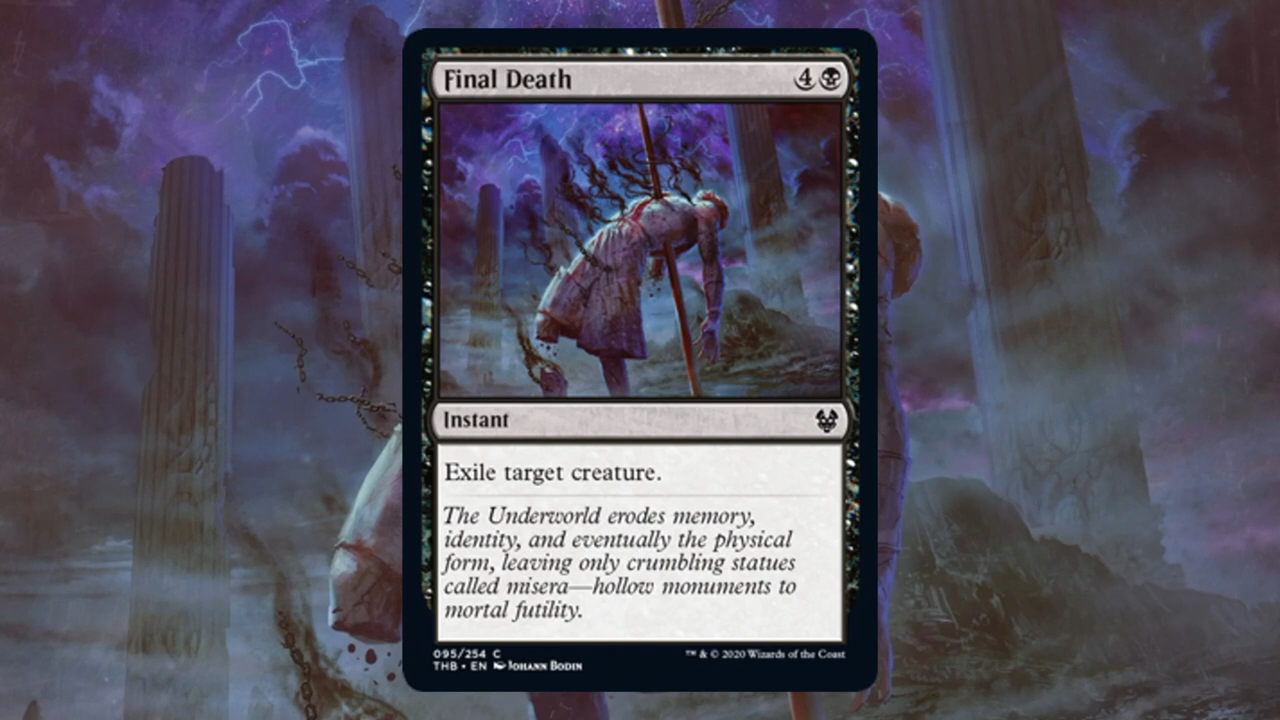 Final Death 4
Instant
Exile target creature.
The Underworld erodes memory,
identity, and eventually the physical
form, leaving only crumbling statues
called misera—hollow monuments to
mortal futility.
095/254 C
THB • EN Johann Bodin
™ & © 2020 Wizards of the Coast